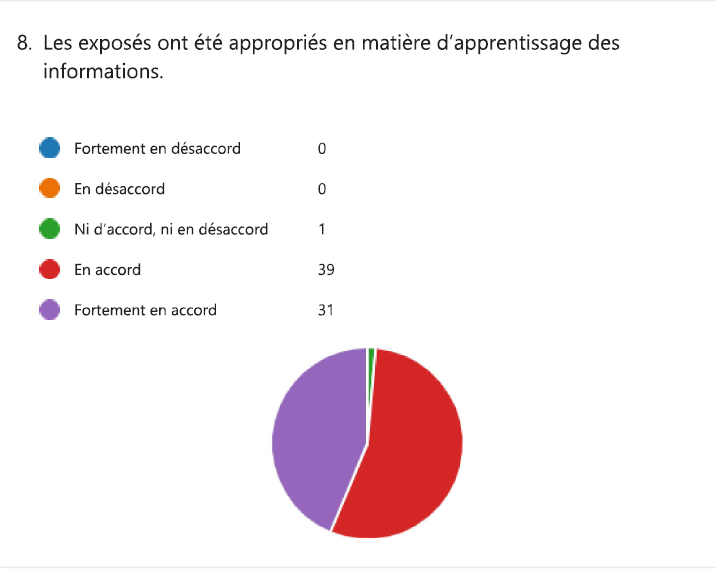 8. Les exposés ont été appropriés en matière d’apprentissage des
informations.
Fortement en désaccord 0
En désaccord 0
Ni d’accord, ni en désaccord 1
En accord 39
Fortement en accord 31